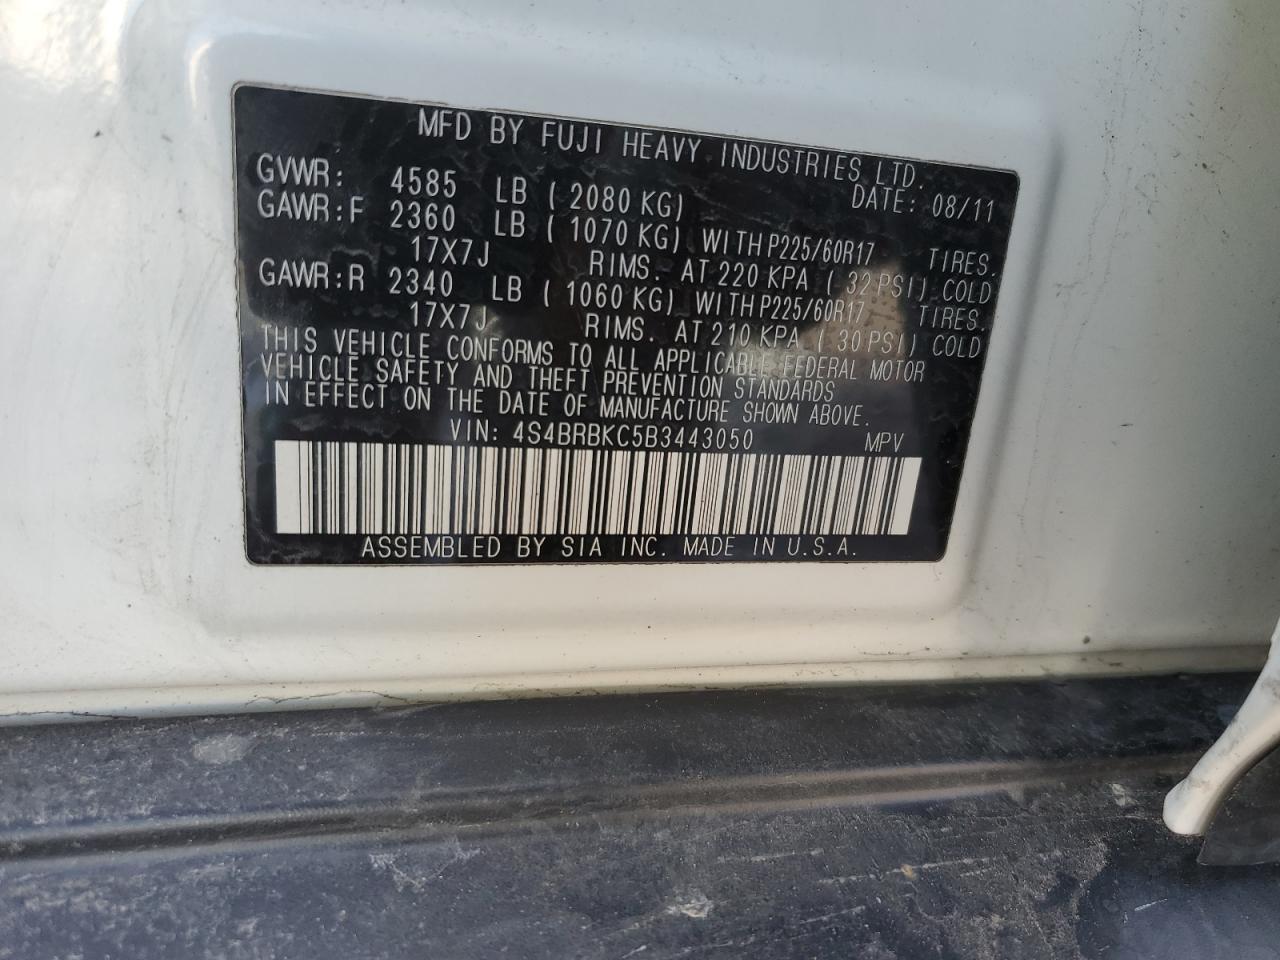 MFD BY FUJI HEAVY INDUSTRIES LTD.
DATE: 08/11
GVWR: 4585 LB (2080 KG)
GAWR:F 2360 LB (1070 KG) WITH P225/60R17 TIRES.
17X7J RIMS. AT 220 KPA (32 PSI) COLD
GAWR:R 2340 LB (1060 KG) WITH P225/60R17 TIRES.
17X7J RIMS. AT 210 KPA (30 PSI) COLD
THIS VEHICLE CONFORMS TO ALL APPLICABLE FEDERAL MOTOR
VEHICLE SAFETY AND THEFT PREVENTION STANDARDS
IN EFFECT ON THE DATE OF MANUFACTURE SHOWN ABOVE.
VIN: 4S4BRBKC5B3443050 MPV
ASSEMBLED BY SIA INC. MADE IN U.S.A.